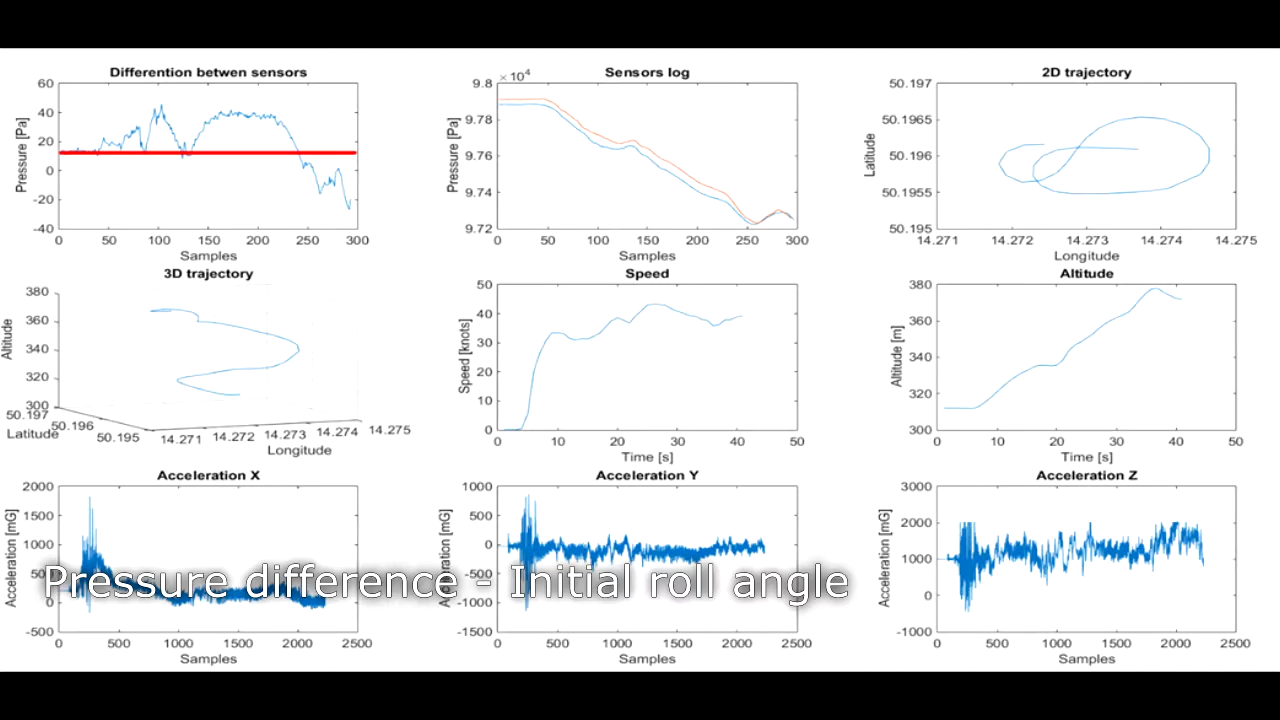 Differention betwen sensors
60
40
20
0
-20
-40
Pressure [Pa]
0 50 100 150 200 250 300
Samples
Sensors log
× 10^4
9.8
9.78
9.76
9.74
9.72
Pressure [Pa]
0 50 100 150 200 250 300
Samples
2D trajectory
50.197
50.1965
50.196
50.1955
50.195
Latitude
14.271 14.272 14.273 14.274 14.275
Longitude
3D trajectory
380
360
340
320
300
Altitude
50.197
50.196
50.195
Latitude
14.271 14.272 14.273 14.274 14.275
Longitude
Speed
50
40
30
20
10
0
Speed [knots]
0 10 20 30 40 50
Time [s]
Altitude
380
360
340
320
300
Altitude [m]
0 10 20 30 40 50
Time [s]
Acceleration X
2000
1500
1000
500
0
-500
Acceleration [mG]
0 500 1000 1500 2000 2500
Samples
Acceleration Y
1000
500
0
-500
-1000
-1500
Acceleration [mG]
0 500 1000 1500 2000 2500
Samples
Acceleration Z
3000
2000
1000
0
-1000
Acceleration [mG]
0 500 1000 1500 2000 2500
Samples
Pressure difference - Initial roll angle